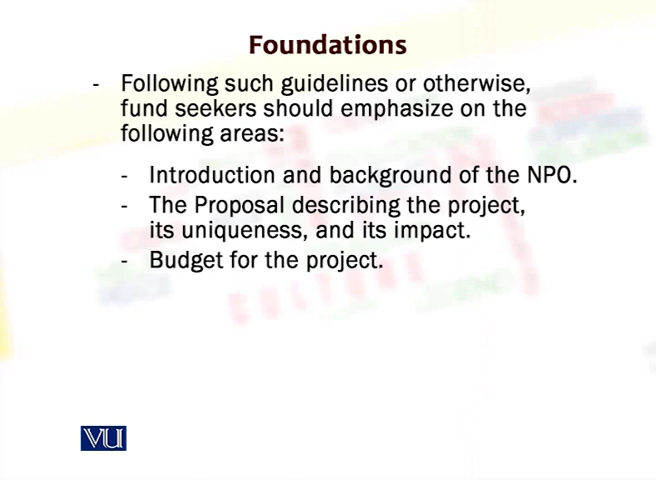 Foundations
- Following such guidelines or otherwise,
fund seekers should emphasize on the
following areas:
- Introduction and background of the NPO.
- The Proposal describing the project,
its uniqueness, and its impact.
- Budget for the project.
CULTURE
VU